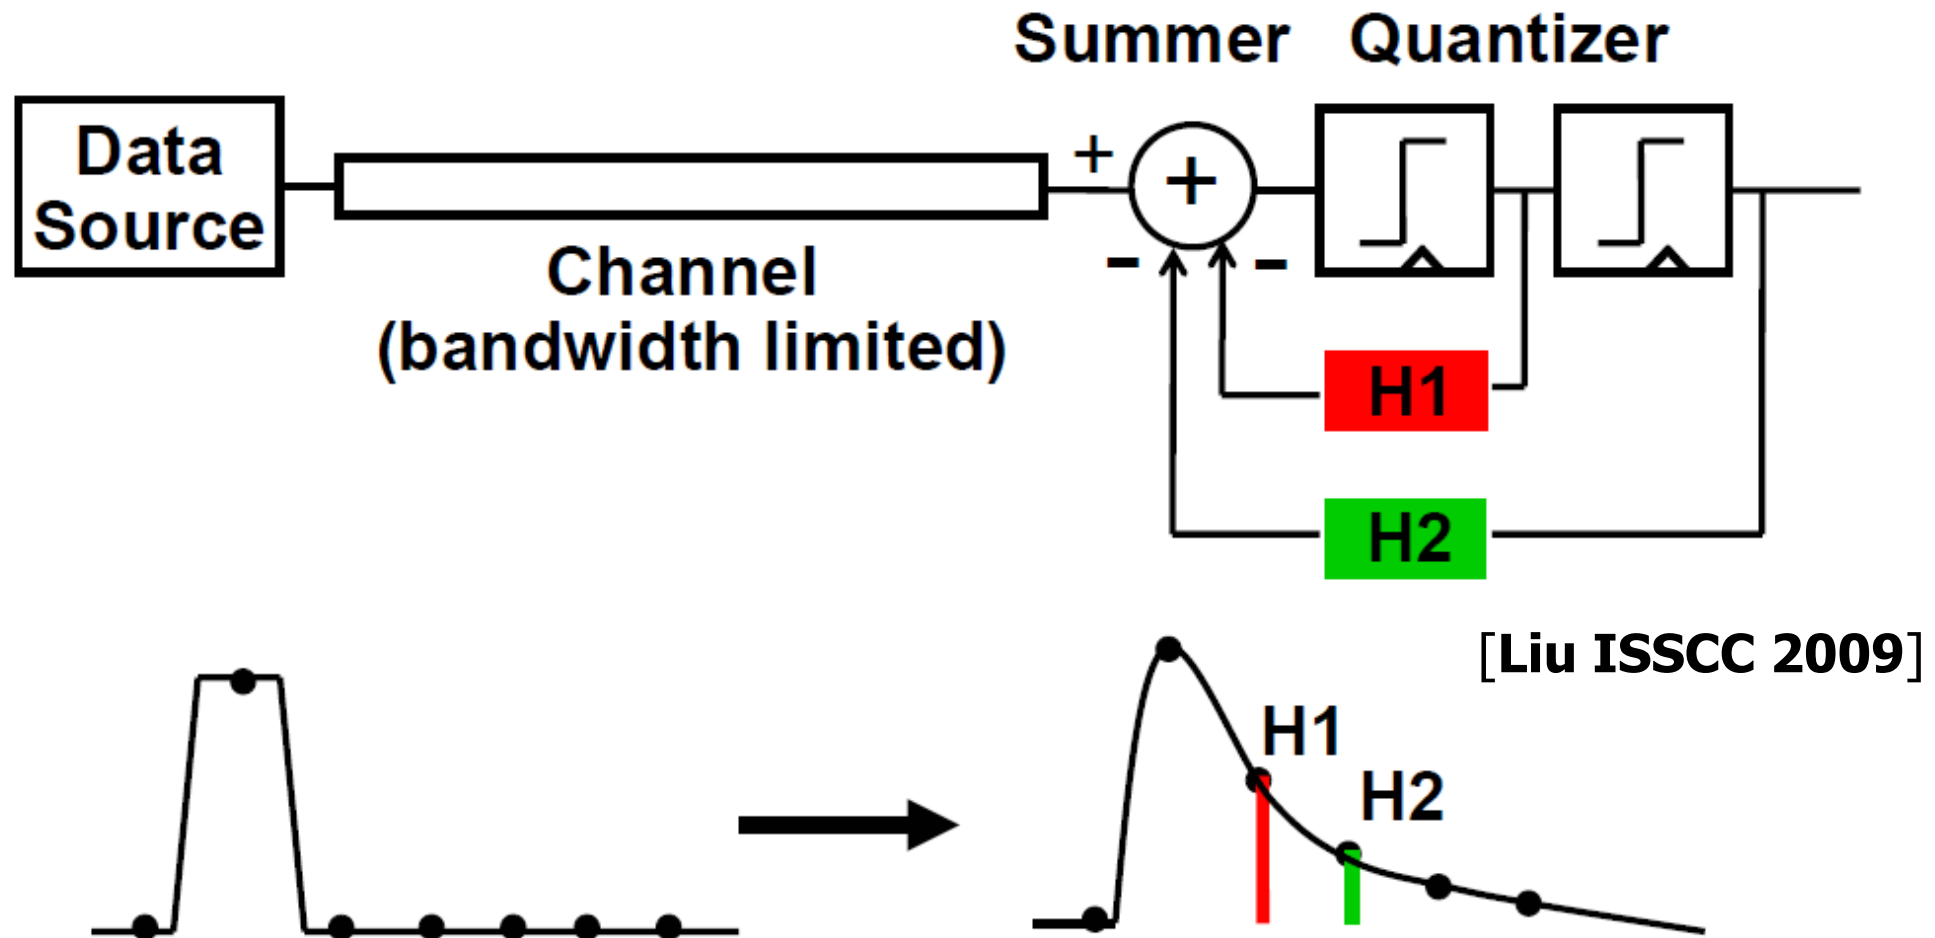 Summer Quantizer
Data
Source
+
+
-
-
Channel
(bandwidth limited)
H1
H2
[Liu ISSCC 2009]
H1
H2